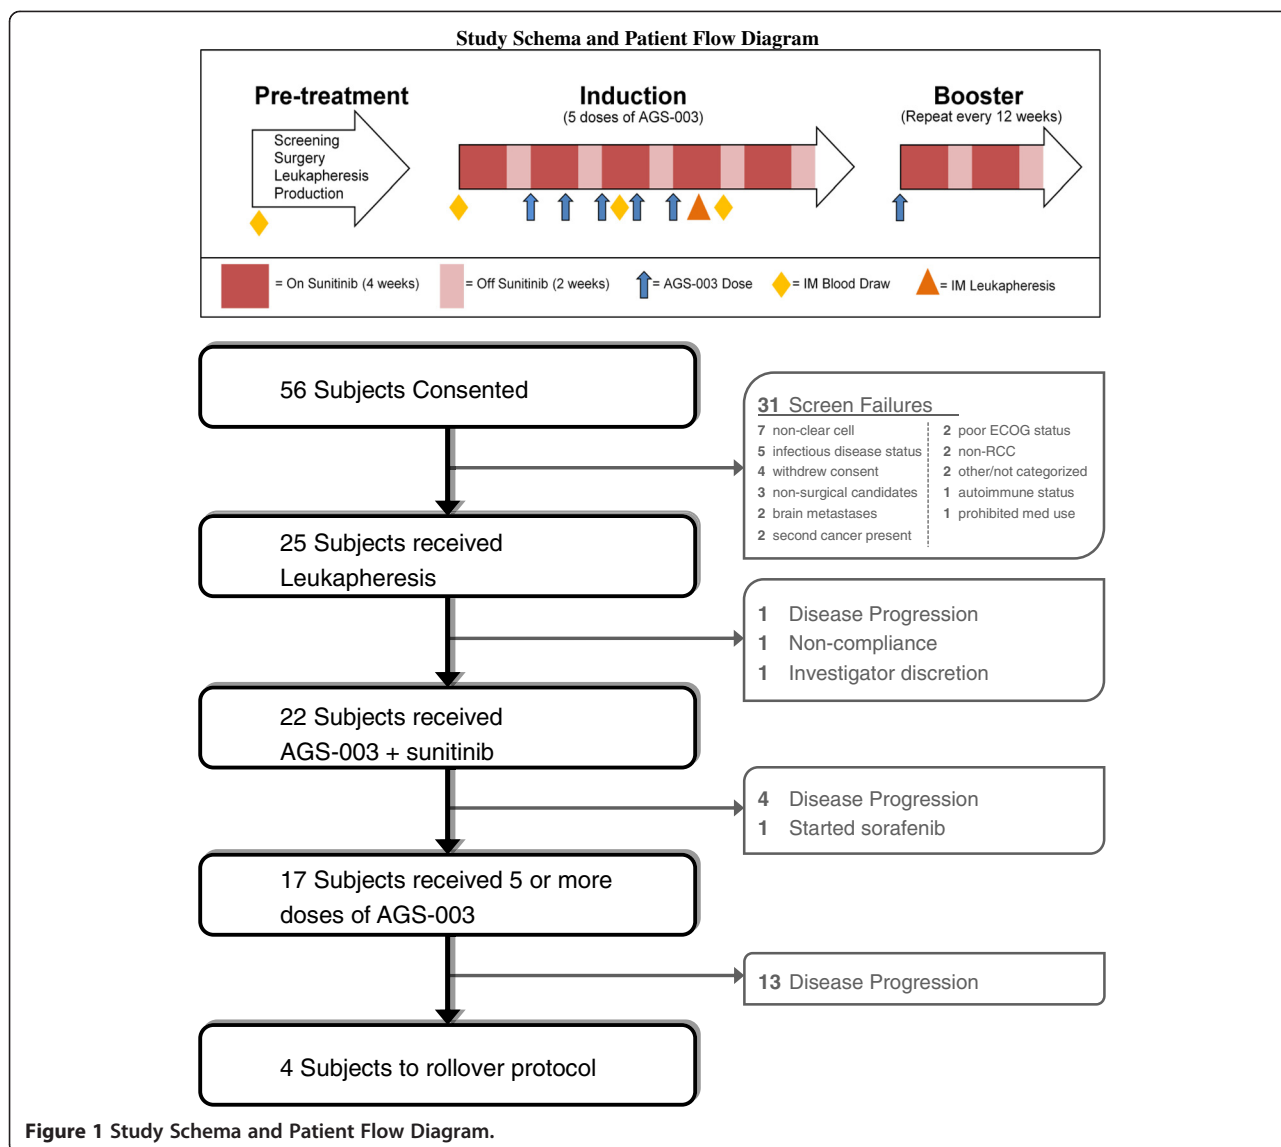 Study Schema and Patient Flow Diagram
Pre-treatment
Screening
Surgery
Leukapheresis
Production
Induction
(5 doses of AGS-003)
Booster
(Repeat every 12 weeks)
= On Sunitinib (4 weeks)
= Off Sunitinib (2 weeks)
= AGS-003 Dose
= IM Blood Draw
= IM Leukapheresis
56 Subjects Consented
31 Screen Failures
7 non-clear cell
5 infectious disease status
4 withdrew consent
3 non-surgical candidates
2 brain metastases
2 second cancer present
2 poor ECOG status
2 non-RCC
2 other/not categorized
1 autoimmune status
1 prohibited med use
25 Subjects received
Leukapheresis
1 Disease Progression
1 Non-compliance
1 Investigator discretion
22 Subjects received
AGS-003 + sunitinib
4 Disease Progression
1 Started sorafenib
17 Subjects received 5 or more
doses of AGS-003
13 Disease Progression
4 Subjects to rollover protocol
Figure 1 Study Schema and Patient Flow Diagram.